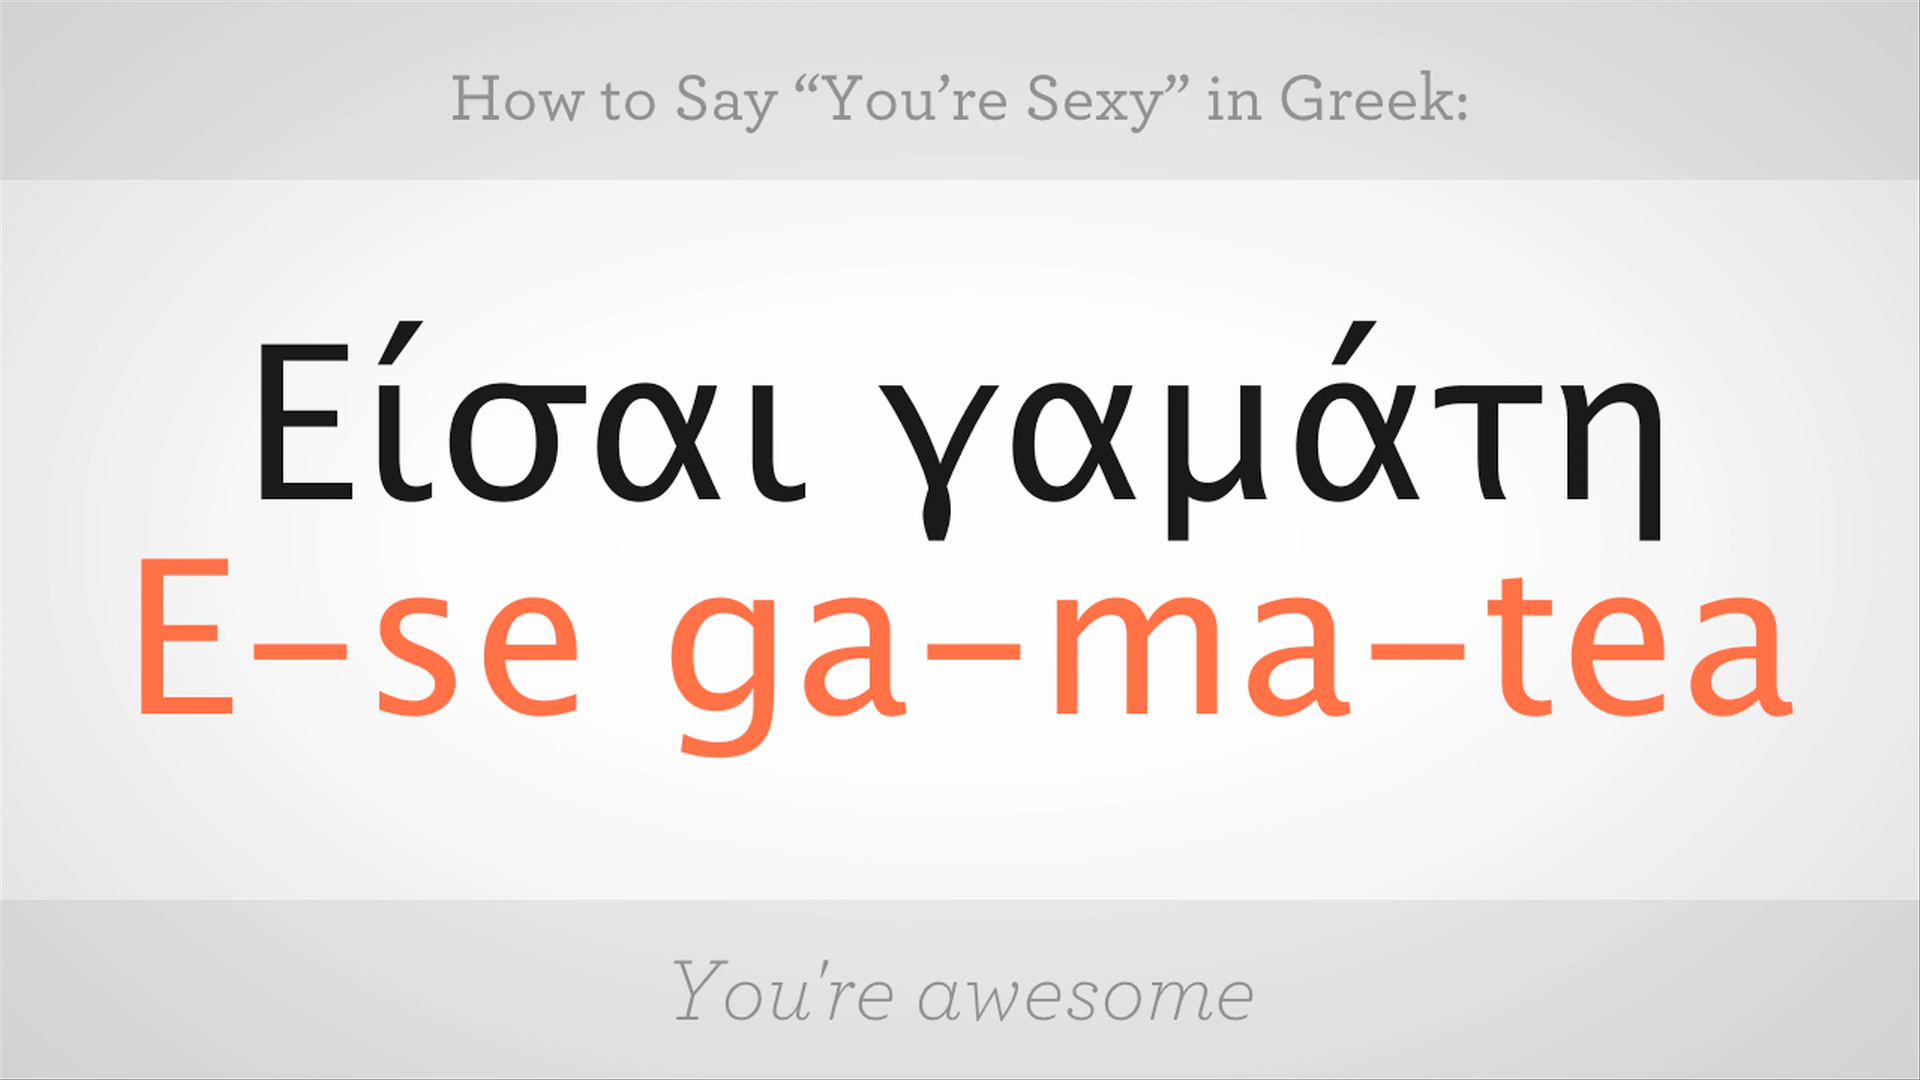 How to Say “You’re Sexy” in Greek:
Είσαι γαμάτη
E–se ga–ma–tea
You're awesome